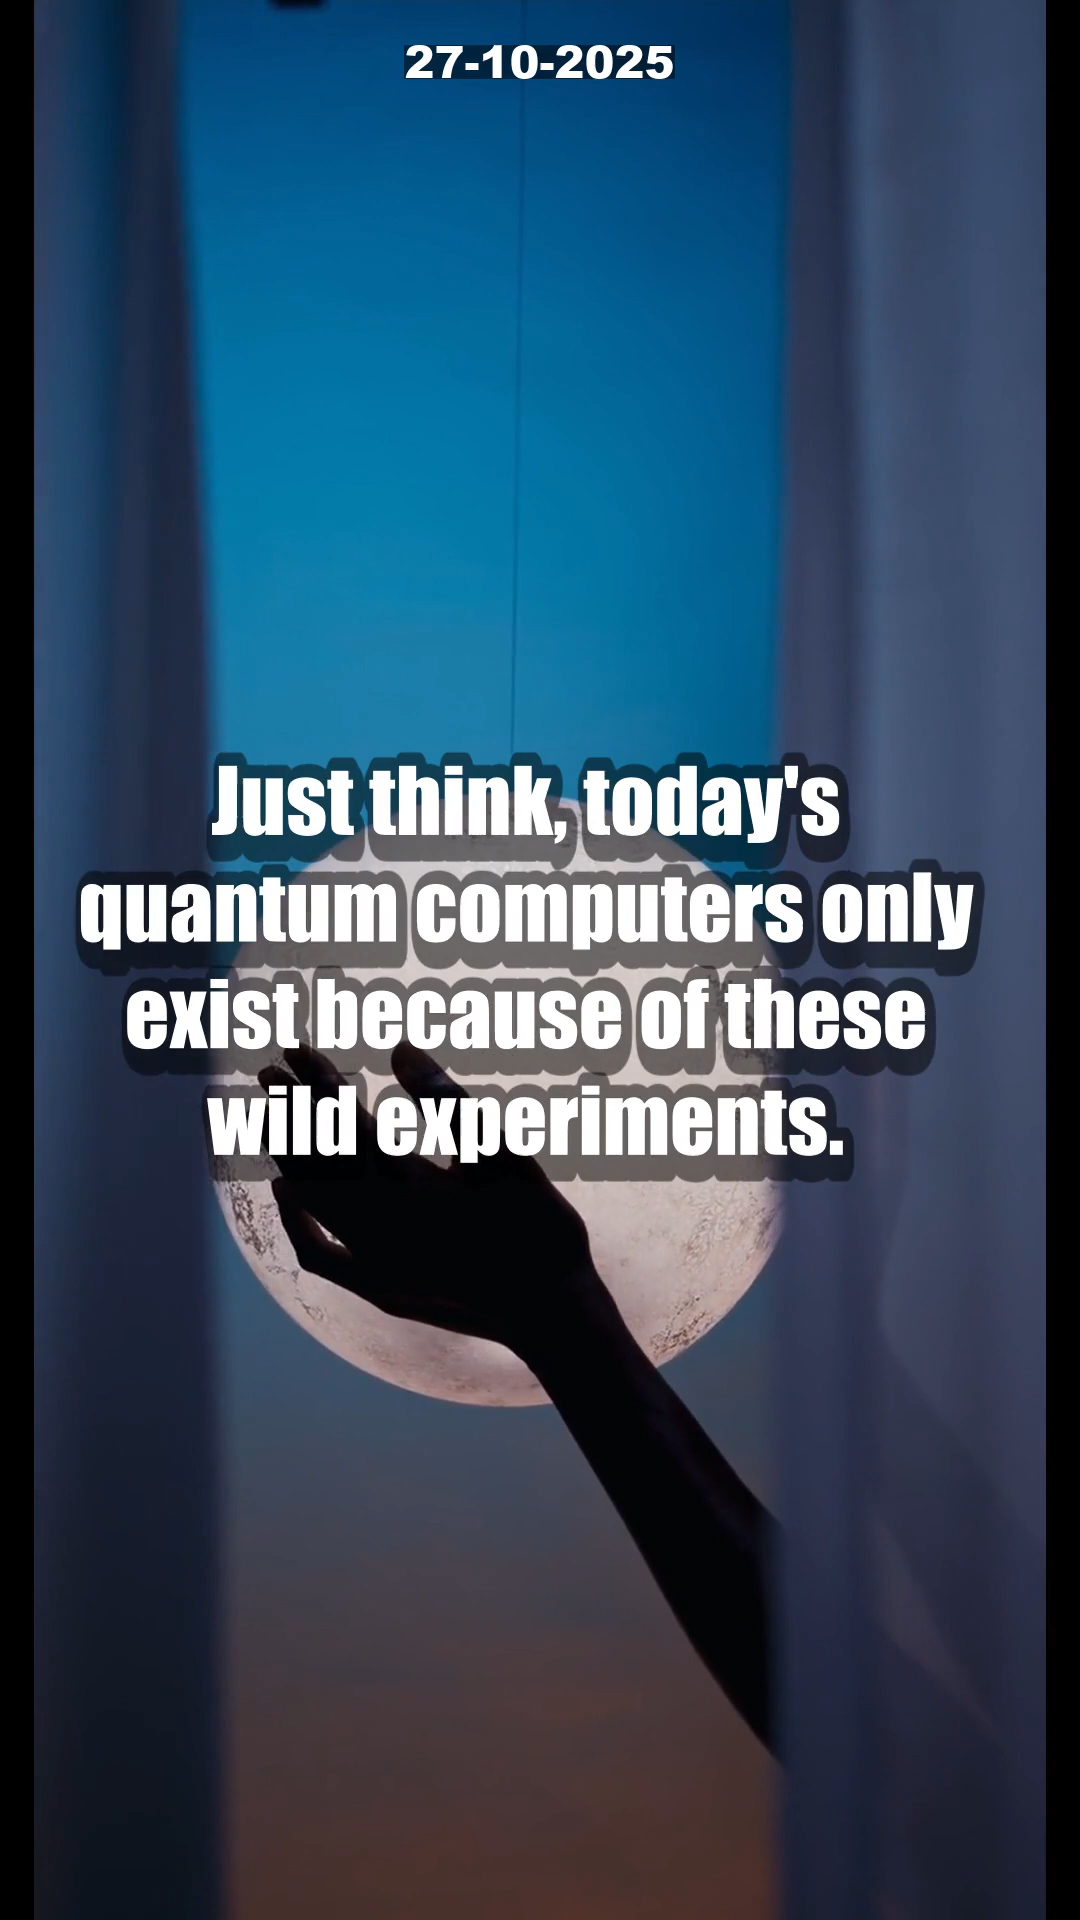 27-10-2025
Just think, today's
quantum computers only
exist because of these
wild experiments.